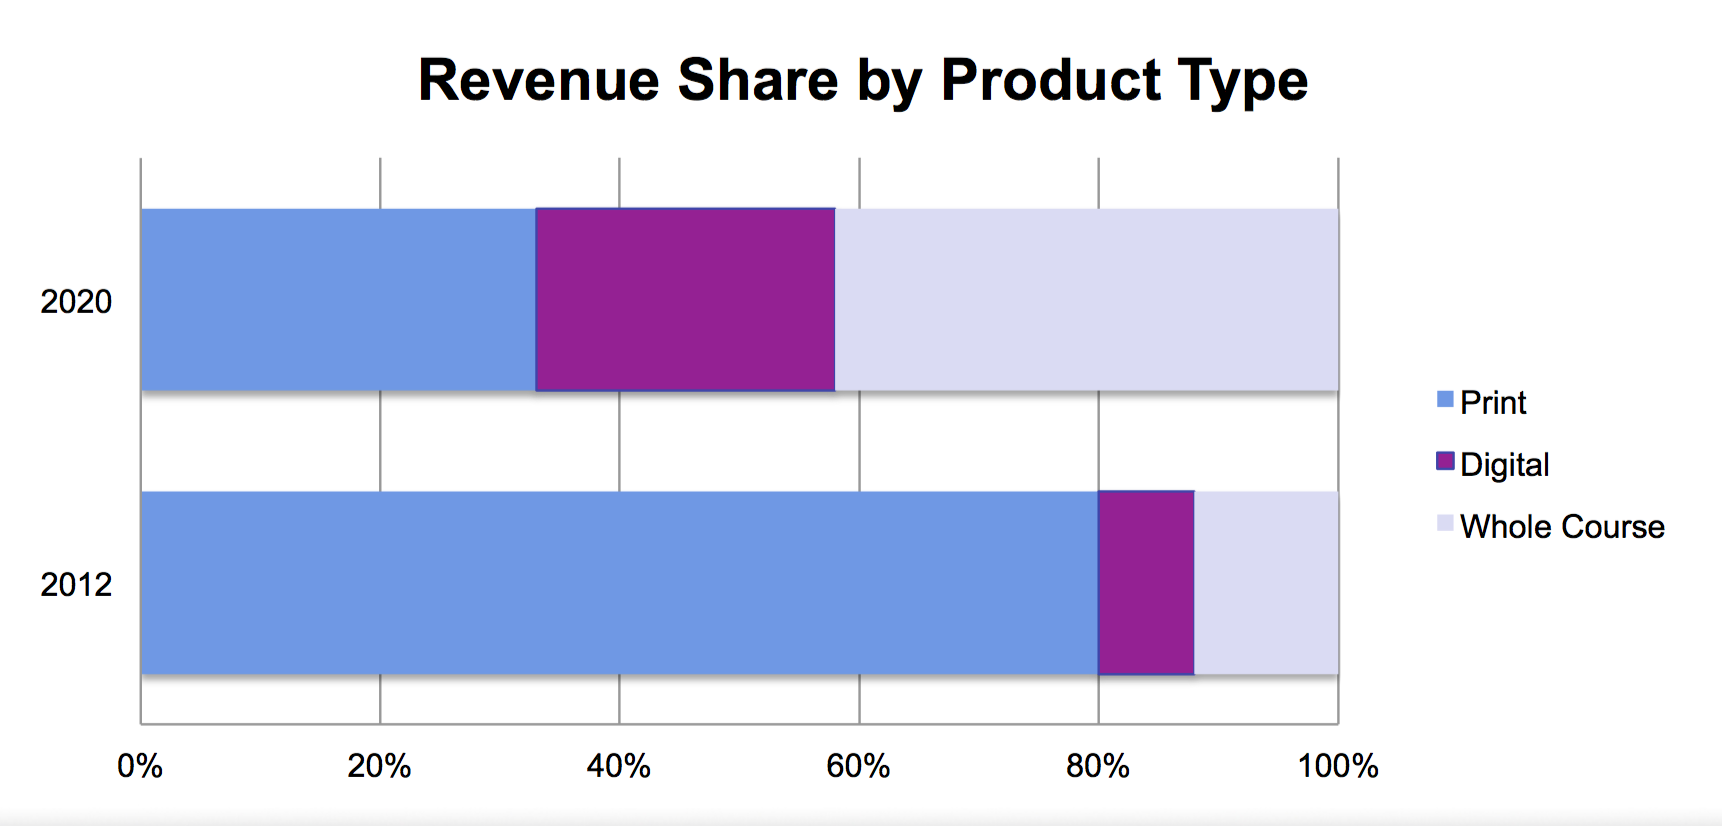 Revenue Share by Product Type
2020
2012
Print
Digital
Whole Course
0% 20% 40% 60% 80% 100%